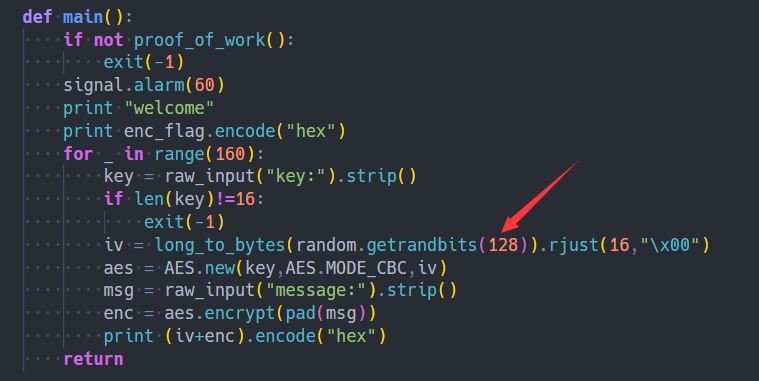 def main():
    if not proof_of_work():
        exit(-1)
    signal.alarm(60)
    print "welcome"
    print enc_flag.encode("hex")
    for _ in range(160):
        key = raw_input("key:").strip()
        if len(key)!=16:
            exit(-1)
        iv = long_to_bytes(random.getrandbits(128)).rjust(16,"\x00")
        aes = AES.new(key,AES.MODE_CBC,iv)
        msg = raw_input("message:").strip()
        enc = aes.encrypt(pad(msg))
        print (iv+enc).encode("hex")
    return